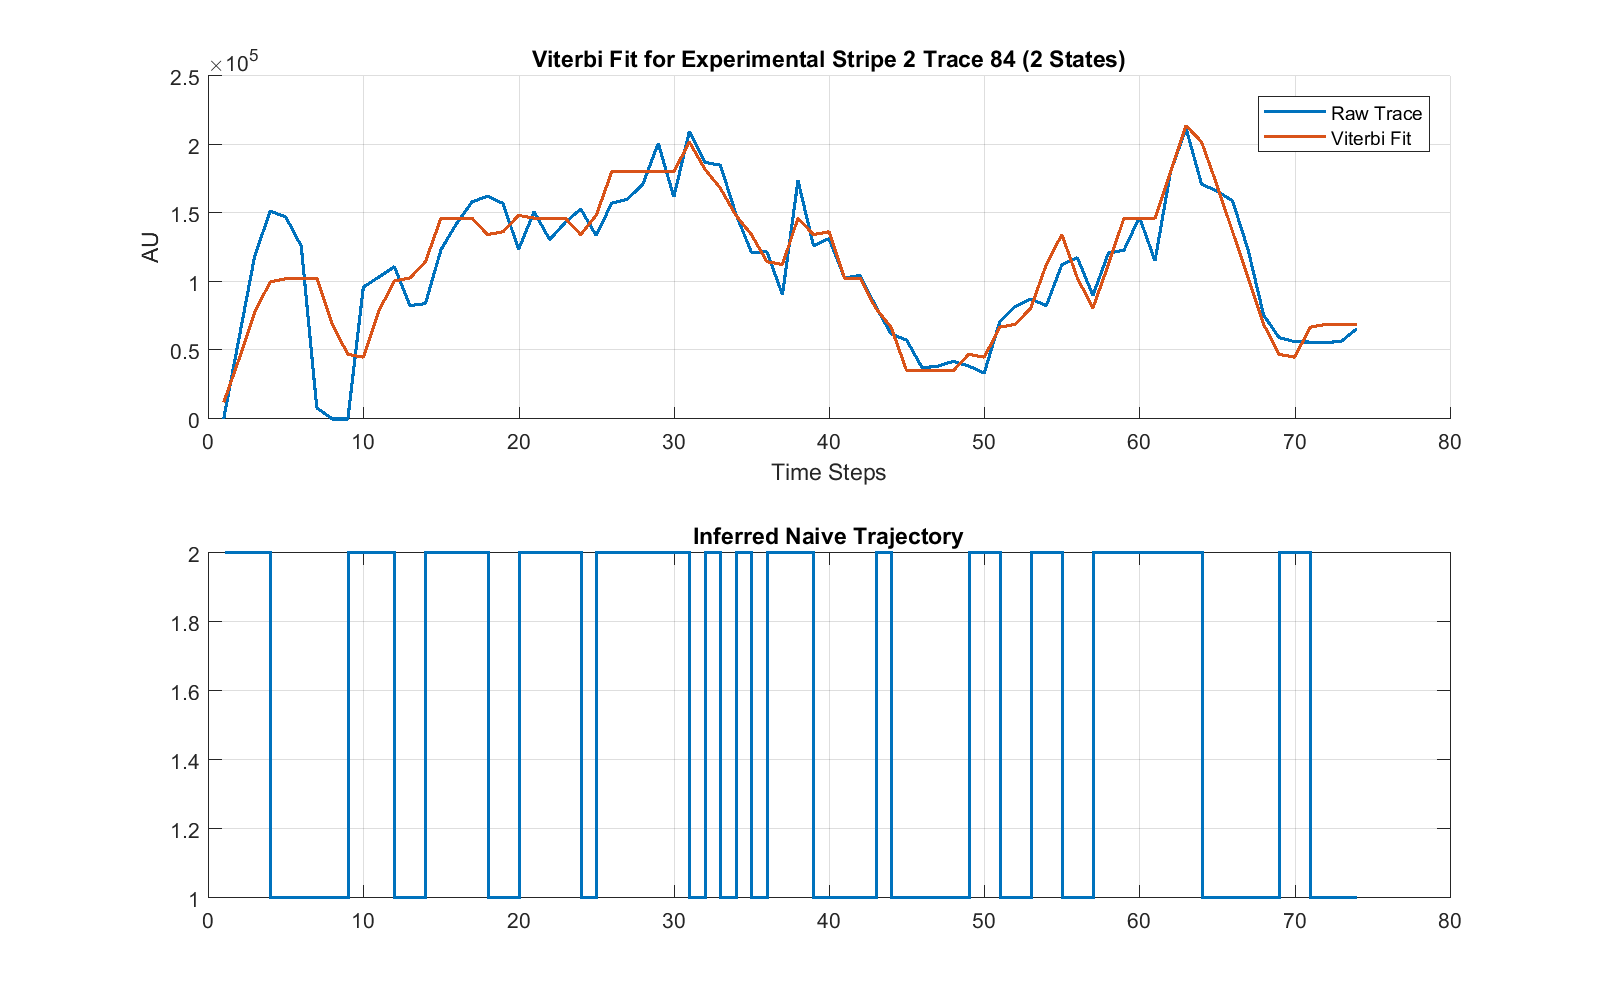 Viterbi Fit for Experimental Stripe 2 Trace 84 (2 States)
×10^5
2.5
2
1.5
1
0.5
0
AU
Raw Trace
Viterbi Fit
0 10 20 30 40 50 60 70 80
Time Steps
Inferred Naive Trajectory
2
1.8
1.6
1.4
1.2
1
0 10 20 30 40 50 60 70 80